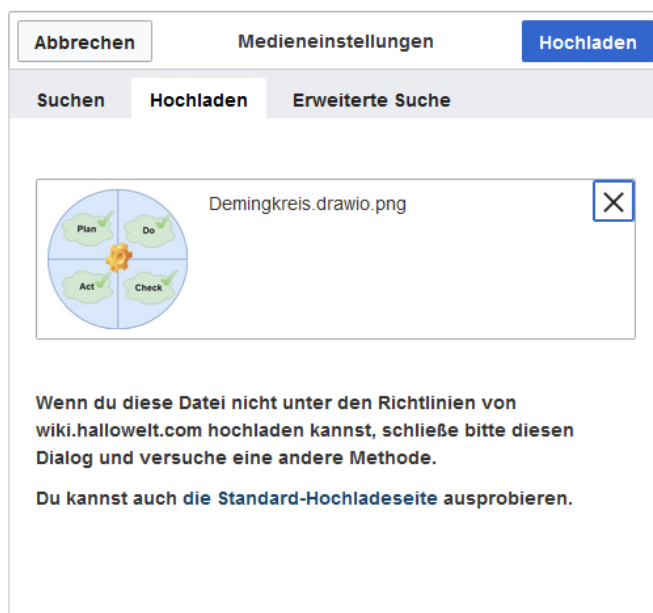 Abbrechen Medieneinstellungen Hochladen
Suchen Hochladen Erweiterte Suche
Demingkreis.drawio.png
Plan Do
Act Check
Wenn du diese Datei nicht unter den Richtlinien von
wiki.hallowelt.com hochladen kannst, schließe bitte diesen
Dialog und versuche eine andere Methode.
Du kannst auch die Standard-Hochladeseite ausprobieren.